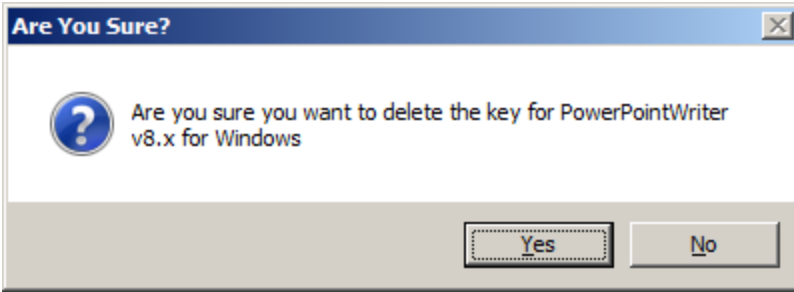 Are You Sure?
Are you sure you want to delete the key for PowerPointWriter
v8.x for Windows
Yes
No